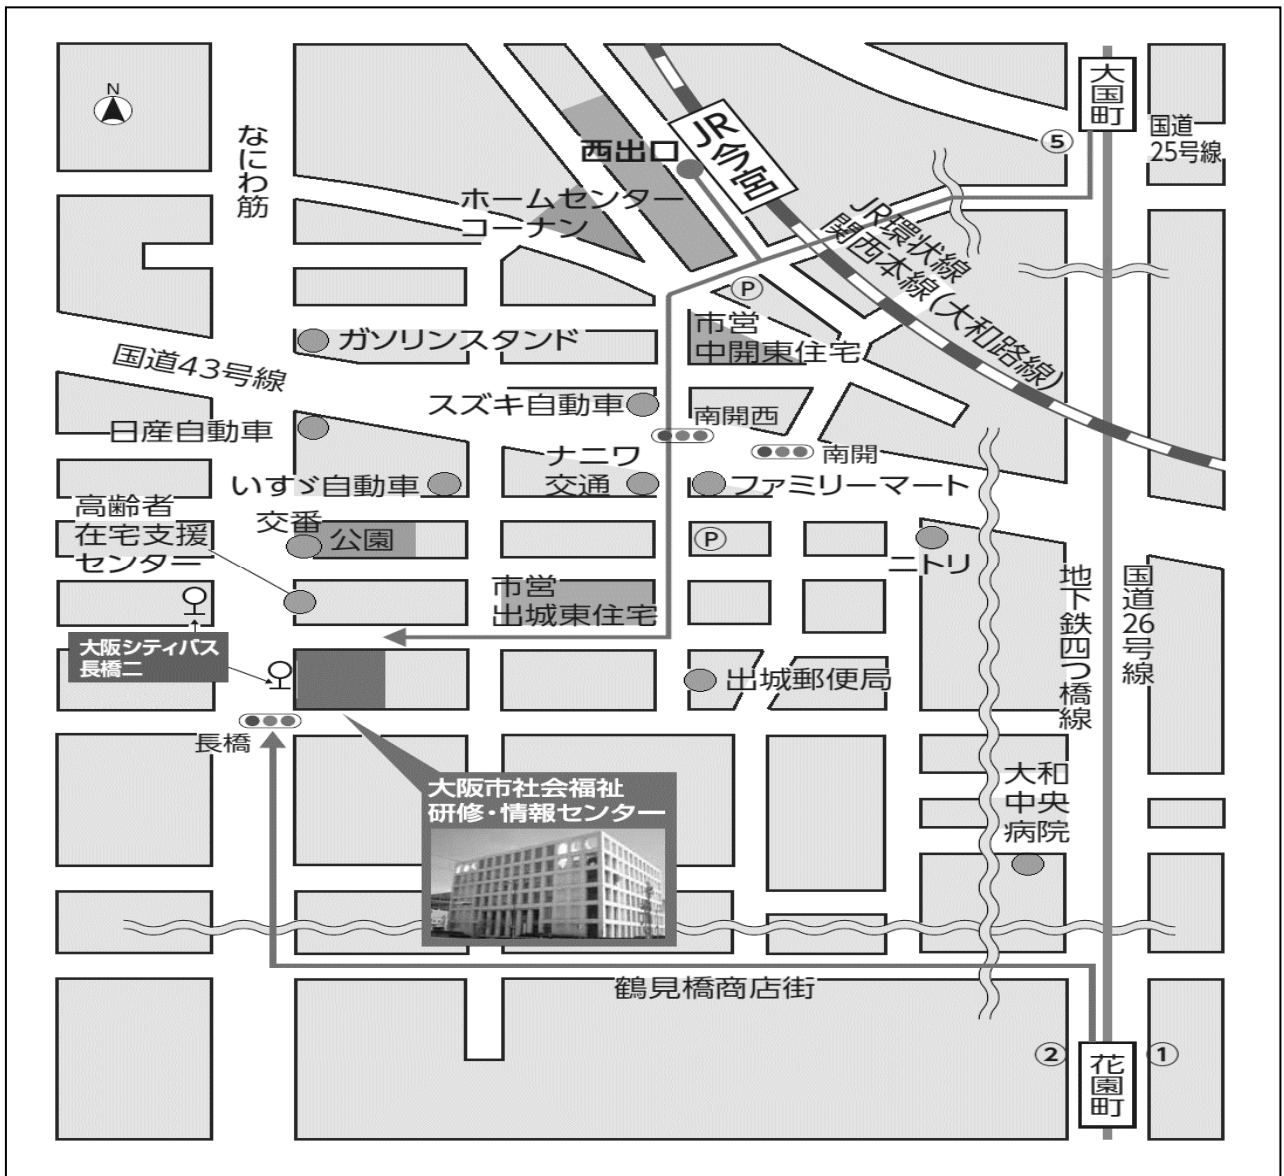 N
なにわ筋
大国町
国道
25号線
5
JR今宮
西出口
ホームセンター
コーナン
JR環状線
関西本線(大和路線)
P
市営
中開東住宅
ガソリンスタンド
国道43号線
スズキ自動車
南開西
南開
日産自動車
ナニワ
交通
ファミリーマート
いすゞ自動車
高齢者
在宅支援
センター
交番
公園
P
ニトリ
市営
出城東住宅
地下鉄四つ橋線
国道26号線
大阪シティバス
長橋二
出城郵便局
長橋
大和
中央
病院
大阪市社会福祉
研修・情報センター
鶴見橋商店街
2
花園町
1